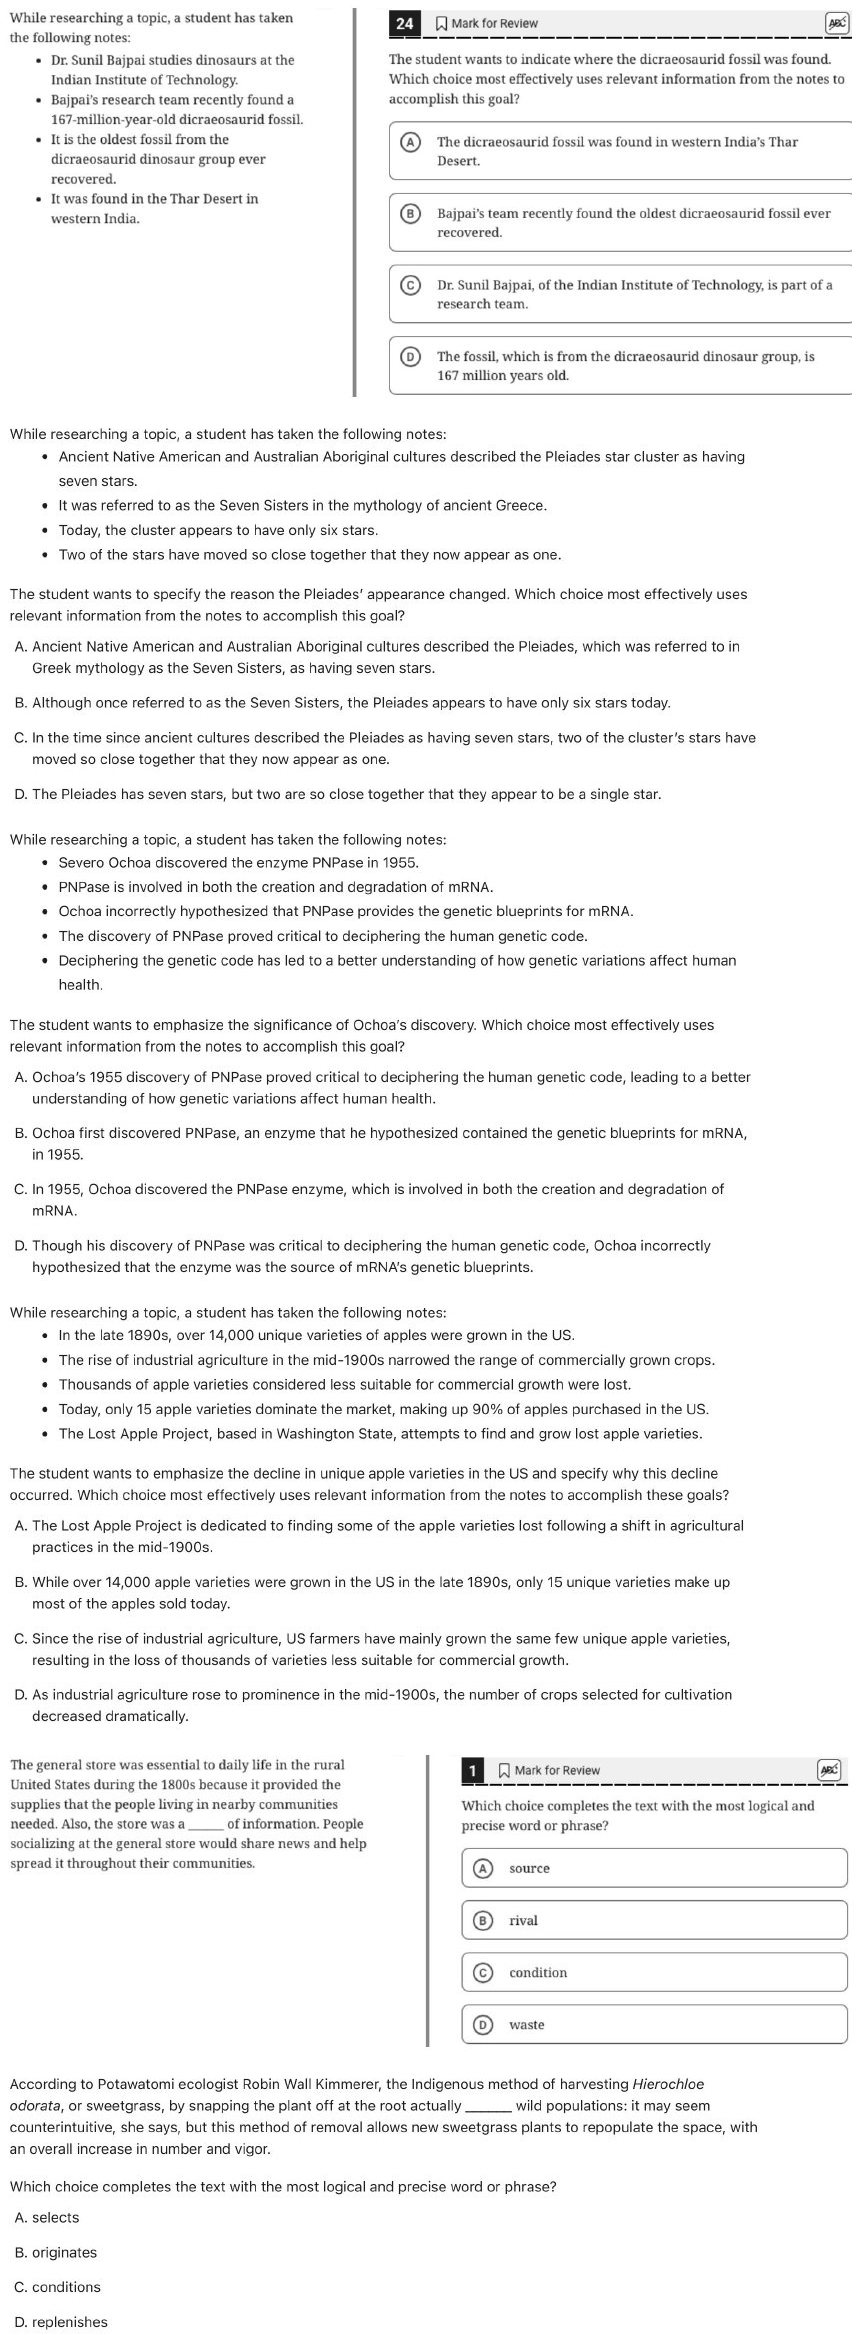 While researching a topic, a student has taken
the following notes:
• Dr. Sunil Bajpai studies dinosaurs at the
Indian Institute of Technology.
• Bajpai's research team recently found a
167-million-year-old dicraeosaurid fossil.
• It is the oldest fossil from the
dicraeosaurid dinosaur group ever
recovered.
• It was found in the Thar Desert in
western India.
24 Mark for Review ABC
The student wants to indicate where the dicraeosaurid fossil was found.
Which choice most effectively uses relevant information from the notes to
accomplish this goal?
A The dicraeosaurid fossil was found in western India's Thar
Desert.
B Bajpai's team recently found the oldest dicraeosaurid fossil ever
recovered.
C Dr. Sunil Bajpai, of the Indian Institute of Technology, is part of a
research team.
D The fossil, which is from the dicraeosaurid dinosaur group, is
167 million years old.
While researching a topic, a student has taken the following notes:
• Ancient Native American and Australian Aboriginal cultures described the Pleiades star cluster as having
seven stars.
• It was referred to as the Seven Sisters in the mythology of ancient Greece.
• Today, the cluster appears to have only six stars.
• Two of the stars have moved so close together that they now appear as one.
The student wants to specify the reason the Pleiades' appearance changed. Which choice most effectively uses
relevant information from the notes to accomplish this goal?
A. Ancient Native American and Australian Aboriginal cultures described the Pleiades, which was referred to in
Greek mythology as the Seven Sisters, as having seven stars.
B. Although once referred to as the Seven Sisters, the Pleiades appears to have only six stars today.
C. In the time since ancient cultures described the Pleiades as having seven stars, two of the cluster's stars have
moved so close together that they now appear as one.
D. The Pleiades has seven stars, but two are so close together that they appear to be a single star.
While researching a topic, a student has taken the following notes:
• Severo Ochoa discovered the enzyme PNPase in 1955.
• PNPase is involved in both the creation and degradation of mRNA.
• Ochoa incorrectly hypothesized that PNPase provides the genetic blueprints for mRNA.
• The discovery of PNPase proved critical to deciphering the human genetic code.
• Deciphering the genetic code has led to a better understanding of how genetic variations affect human
health.
The student wants to emphasize the significance of Ochoa's discovery. Which choice most effectively uses
relevant information from the notes to accomplish this goal?
A. Ochoa's 1955 discovery of PNPase proved critical to deciphering the human genetic code, leading to a better
understanding of how genetic variations affect human health.
B. Ochoa first discovered PNPase, an enzyme that he hypothesized contained the genetic blueprints for mRNA,
in 1955.
C. In 1955, Ochoa discovered the PNPase enzyme, which is involved in both the creation and degradation of
mRNA.
D. Though his discovery of PNPase was critical to deciphering the human genetic code, Ochoa incorrectly
hypothesized that the enzyme was the source of mRNA's genetic blueprints.
While researching a topic, a student has taken the following notes:
• In the late 1890s, over 14,000 unique varieties of apples were grown in the US.
• The rise of industrial agriculture in the mid-1900s narrowed the range of commercially grown crops.
• Thousands of apple varieties considered less suitable for commercial growth were lost.
• Today, only 15 apple varieties dominate the market, making up 90% of apples purchased in the US.
• The Lost Apple Project, based in Washington State, attempts to find and grow lost apple varieties.
The student wants to emphasize the decline in unique apple varieties in the US and specify why this decline
occurred. Which choice most effectively uses relevant information from the notes to accomplish these goals?
A. The Lost Apple Project is dedicated to finding some of the apple varieties lost following a shift in agricultural
practices in the mid-1900s.
B. While over 14,000 apple varieties were grown in the US in the late 1890s, only 15 unique varieties make up
most of the apples sold today.
C. Since the rise of industrial agriculture, US farmers have mainly grown the same few unique apple varieties,
resulting in the loss of thousands of varieties less suitable for commercial growth.
D. As industrial agriculture rose to prominence in the mid-1900s, the number of crops selected for cultivation
decreased dramatically.
The general store was essential to daily life in the rural
United States during the 1800s because it provided the
supplies that the people living in nearby communities
needed. Also, the store was a ______ of information. People
socializing at the general store would share news and help
spread it throughout their communities.
1 Mark for Review ABC
Which choice completes the text with the most logical and
precise word or phrase?
A source
B rival
C condition
D waste
According to Potawatomi ecologist Robin Wall Kimmerer, the Indigenous method of harvesting Hierochloe
odorata, or sweetgrass, by snapping the plant off at the root actually ______ wild populations: it may seem
counterintuitive, she says, but this method of removal allows new sweetgrass plants to repopulate the space, with
an overall increase in number and vigor.
Which choice completes the text with the most logical and precise word or phrase?
A. selects
B. originates
C. conditions
D. replenishes